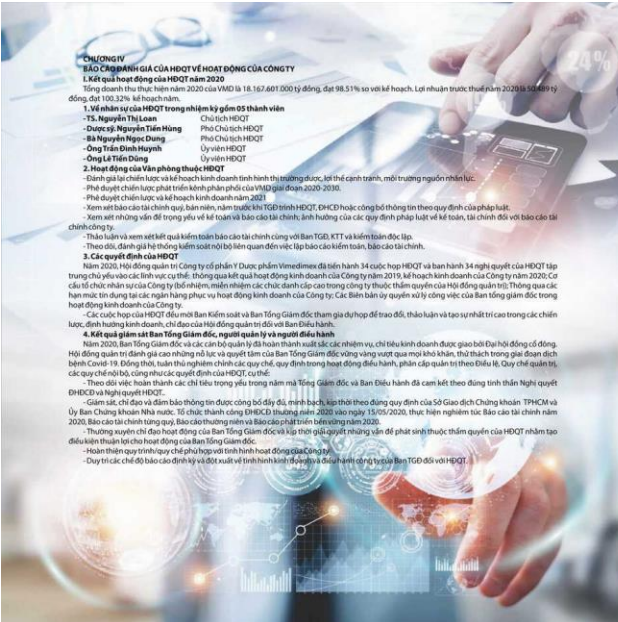 CHƯƠNG IV
BÁO CÁO ĐÁNH GIÁ CỦA HĐQT VỀ HOẠT ĐỘNG CỦA CÔNG TY
I. Kết quả hoạt động của HĐQT năm 2020
Tổng doanh thu thực hiện năm 2020 của VMD là 18.167.601.000 tỷ đồng, đạt 98.51% so với kế hoạch. Lợi nhuận trước thuế năm 2020 là 50,489 tỷ
đồng, đạt 100.32% kế hoạch năm.
1. Về nhân sự của HĐQT trong nhiệm kỳ gồm 05 thành viên
-TS. Nguyễn Thị Loan Chủ tịch HĐQT
- Dược sỹ. Nguyễn Tiến Hùng Phó Chủ tịch HĐQT
- Bà Nguyễn Ngọc Dung Phó Chủ tịch HĐQT
- Ông Trần Đình Huynh Ủy viên HĐQT
- Ông Lê Tiến Dũng Ủy viên HĐQT
2. Hoạt động của Văn phòng thuộc HĐQT
- Đánh giá lại chiến lược và kế hoạch kinh doanh tình hình thị trường dược, lợi thế cạnh tranh, môi trường nguồn nhân lực.
- Phê duyệt chiến lược phát triển kênh phân phối của VMD giai đoạn 2020-2030.
- Phê duyệt chiến lược và kế hoạch kinh doanh năm 2021
- Xem xét báo cáo tài chính quý, bán niên, năm trước khi TGĐ trình HĐQT, ĐHCĐ hoặc công bố thông tin theo quy định của pháp luật.
- Xem xét những vấn đề trọng yếu về kế toán và báo cáo tài chính; ảnh hưởng của các quy định pháp luật về kế toán, tài chính đối với báo cáo tài
chính công ty.
- Thảo luận và xem xét kết quả kiểm toán báo cáo tài chính cùng với Ban TGĐ, KTT và kiểm toán độc lập.
- Theo dõi, đánh giá hệ thống kiểm soát nội bộ liên quan đến việc lập báo cáo kiểm toán, báo cáo tài chính.
3. Các quyết định của HĐQT
Năm 2020, Hội đồng quản trị Công ty cổ phần Y Dược phẩm Vimedimex đã tiến hành 34 cuộc họp HĐQT và ban hành 34 nghị quyết của HĐQT tập
trung chủ yếu vào các lĩnh vực cụ thể: thông qua kết quả hoạt động kinh doanh của Công ty năm 2019, kế hoạch kinh doanh của Công ty năm 2020; Cơ
cấu tổ chức nhân sự của Công ty (bổ nhiệm, miễn nhiệm các chức danh cấp cao trong công ty thuộc thẩm quyền của Hội đồng quản trị); Thông qua các
hạn mức tín dụng tại các ngân hàng phục vụ hoạt động kinh doanh của Công ty; Các Biên bản ủy quyền xử lý công việc của Ban tổng giám đốc trong
hoạt động kinh doanh của Công ty.
- Các cuộc họp của HĐQT đều mời Ban Kiểm soát và Ban Tổng Giám đốc tham gia dự họp để trao đổi, thảo luận và tạo sự nhất trí cao trong các chiến
lược, định hướng kinh doanh, chỉ đạo của Hội đồng quản trị đối với Ban Điều hành.
4. Kết quả giám sát Ban Tổng Giám đốc, người quản lý và người điều hành
Năm 2020, Ban Tổng Giám đốc và các cán bộ quản lý đã hoàn thành xuất sắc các nhiệm vụ, chỉ tiêu kinh doanh được giao bởi Đại hội đồng cổ đông.
Hội đồng quản trị đánh giá cao những nỗ lực và quyết tâm của Ban Tổng Giám đốc vững vàng vượt qua mọi khó khăn, thử thách trong giai đoạn dịch
bệnh Covid-19. Đồng thời, tuân thủ nghiêm chỉnh các quy chế, quy định trong hoạt động điều hành, phân cấp quản trị theo Điều lệ, Quy chế quản trị,
các quy chế nội bộ, cũng như các quyết định của HĐQT, cụ thể:
- Theo dõi việc hoàn thành các chỉ tiêu trọng yếu trong năm mà Tổng Giám đốc và Ban Điều hành đã cam kết theo đúng tinh thần Nghị quyết
ĐHĐCĐ và Nghị quyết HĐQT..
- Giám sát, chỉ đạo và đảm bảo thông tin được công bố đầy đủ, minh bạch, kịp thời theo đúng quy định của Sở Giao dịch Chứng khoán TPHCM và
Ủy Ban Chứng khoán Nhà nước. Tổ chức thành công ĐHĐCĐ thường niên 2020 vào ngày 15/05/2020, thực hiện nghiêm túc Báo cáo tài chính năm
2020, Báo cáo tài chính từng quý, Báo cáo thường niên và Báo cáo phát triển bền vững năm 2020.
- Thường xuyên chỉ đạo hoạt động của Ban Tổng Giám đốc và kịp thời giải quyết những vấn đề phát sinh thuộc thẩm quyền của HĐQT nhằm tạo
điều kiện thuận lợi cho hoạt động của Ban Tổng Giám đốc.
- Hoàn thiện quy trình/quy chế phù hợp với tình hình hoạt động của Công ty
- Duy trì các chế độ báo cáo định kỳ và đột xuất về tình hình kinh doanh và điều hành công ty của Ban TGĐ đối với HĐQT.
24%